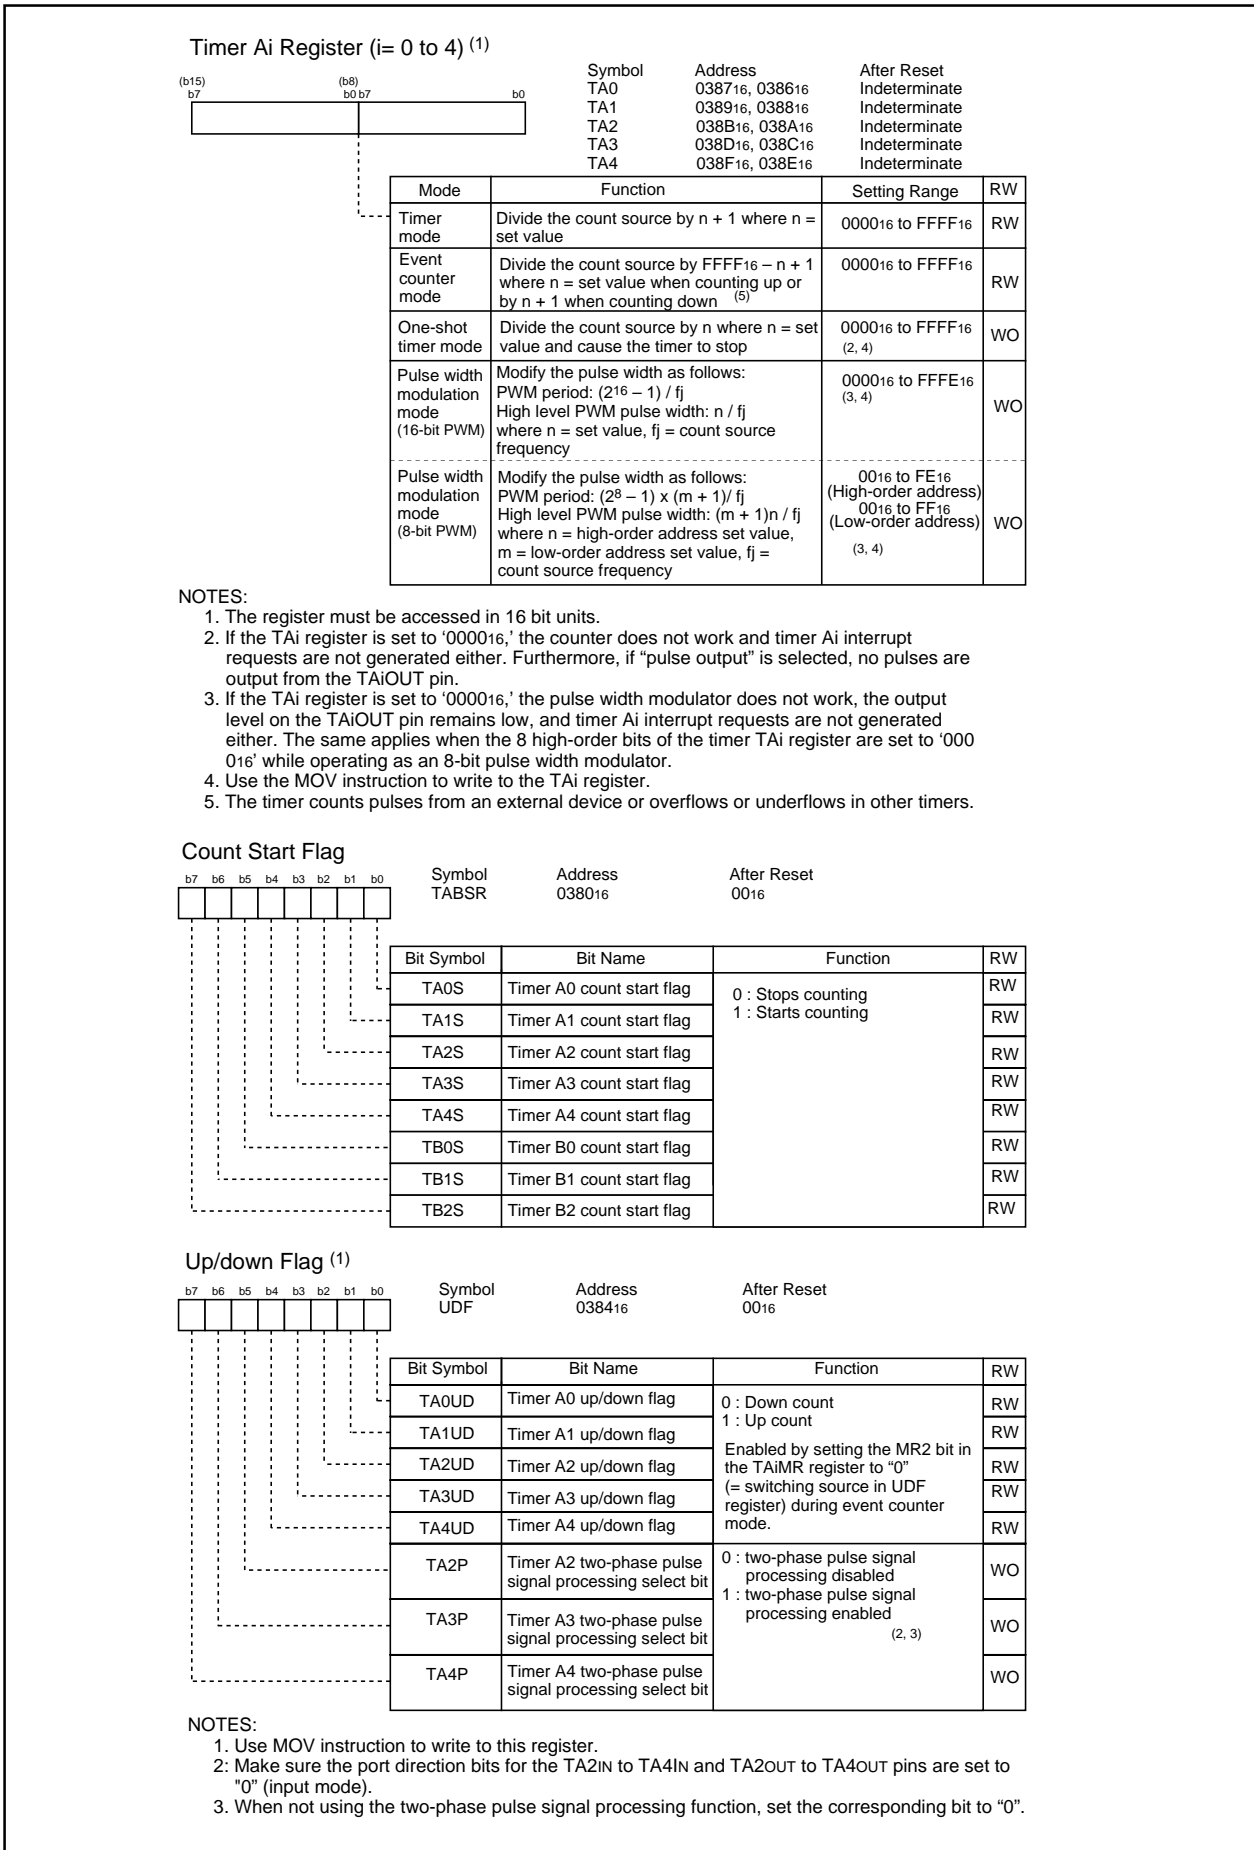 Timer Ai Register (i= 0 to 4) (1)
(b15) (b8)
b7 b0 b7 b0
Symbol Address After Reset
TA0 038716, 038616 Indeterminate
TA1 038916, 038816 Indeterminate
TA2 038B16, 038A16 Indeterminate
TA3 038D16, 038C16 Indeterminate
TA4 038F16, 038E16 Indeterminate
Mode Function Setting Range RW
Timer mode
Divide the count source by n + 1 where n =
set value
000016 to FFFF16 RW
Event
counter
mode
Divide the count source by FFFF16 – n + 1
where n = set value when counting up or
by n + 1 when counting down (5)
000016 to FFFF16
RW
One-shot
timer mode
Divide the count source by n where n = set
value and cause the timer to stop
000016 to FFFF16
(2, 4)
WO
Pulse width
modulation
mode
(16-bit PWM)
Modify the pulse width as follows:
PWM period: (216 – 1) / fj
High level PWM pulse width: n / fj
where n = set value, fj = count source
frequency
000016 to FFFE16
(3, 4)
WO
Pulse width
modulation
mode
(8-bit PWM)
Modify the pulse width as follows:
PWM period: (28 – 1) x (m + 1)/ fj
High level PWM pulse width: (m + 1)n / fj
where n = high-order address set value,
m = low-order address set value, fj =
count source frequency
0016 to FE16
(High-order address)
0016 to FF16
(Low-order address)
(3, 4)
WO
NOTES:
1. The register must be accessed in 16 bit units.
2. If the TAi register is set to ‘000016,’ the counter does not work and timer Ai interrupt
requests are not generated either. Furthermore, if “pulse output” is selected, no pulses are
output from the TAiOUT pin.
3. If the TAi register is set to ‘000016,’ the pulse width modulator does not work, the output
level on the TAiOUT pin remains low, and timer Ai interrupt requests are not generated
either. The same applies when the 8 high-order bits of the timer TAi register are set to ‘000
016’ while operating as an 8-bit pulse width modulator.
4. Use the MOV instruction to write to the TAi register.
5. The timer counts pulses from an external device or overflows or underflows in other timers.
Count Start Flag
b7 b6 b5 b4 b3 b2 b1 b0
Symbol Address After Reset
TABSR 038016 0016
Bit Symbol Bit Name Function RW
TA0S Timer A0 count start flag RW
0 : Stops counting
1 : Starts counting
TA1S Timer A1 count start flag RW
TA2S Timer A2 count start flag RW
TA3S Timer A3 count start flag RW
TA4S Timer A4 count start flag RW
TB0S Timer B0 count start flag RW
TB1S Timer B1 count start flag RW
TB2S Timer B2 count start flag RW
Up/down Flag (1)
b7 b6 b5 b4 b3 b2 b1 b0
Symbol Address After Reset
UDF 038416 0016
Bit Symbol Bit Name Function RW
TA0UD Timer A0 up/down flag RW
TA1UD Timer A1 up/down flag RW
TA2UD Timer A2 up/down flag RW
TA3UD Timer A3 up/down flag RW
TA4UD Timer A4 up/down flag RW
0 : Down count
1 : Up count
Enabled by setting the MR2 bit in
the TAiMR register to “0”
(= switching source in UDF
register) during event counter
mode.
TA2P
Timer A2 two-phase pulse
signal processing select bit
WO
TA3P
Timer A3 two-phase pulse
signal processing select bit
WO
TA4P
Timer A4 two-phase pulse
signal processing select bit
WO
0 : two-phase pulse signal
processing disabled
1 : two-phase pulse signal
processing enabled
(2, 3)
NOTES:
1. Use MOV instruction to write to this register.
2: Make sure the port direction bits for the TA2IN to TA4IN and TA2OUT to TA4OUT pins are set to
"0" (input mode).
3. When not using the two-phase pulse signal processing function, set the corresponding bit to “0”.